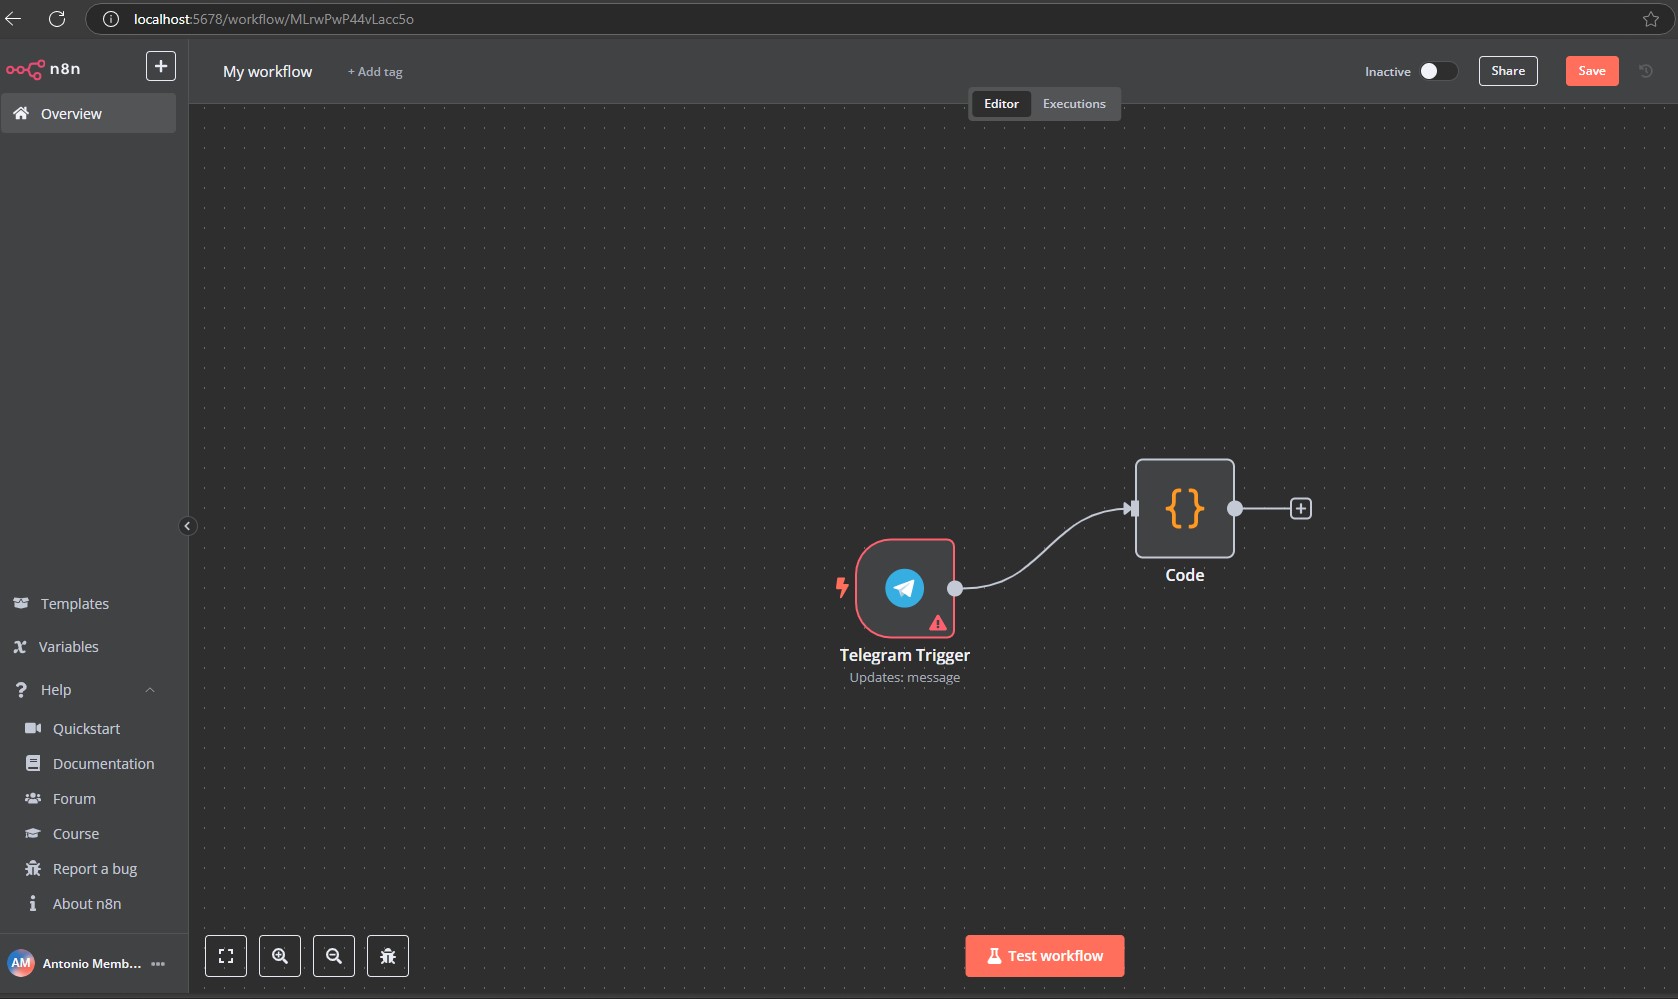 localhost:5678/workflow/MLrwPwP44vLacc5o
n8n
My workflow
+ Add tag
Inactive
Share
Save
Editor
Executions
Overview
Code
Telegram Trigger
Updates: message
Templates
Variables
Help
Quickstart
Documentation
Forum
Course
Report a bug
About n8n
AM
Antonio Memb...
Test workflow